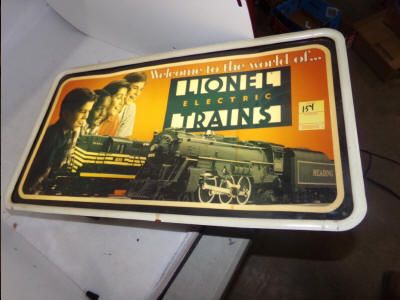 Welcome to the world of...
LIONEL
ELECTRIC
TRAINS
154
READING